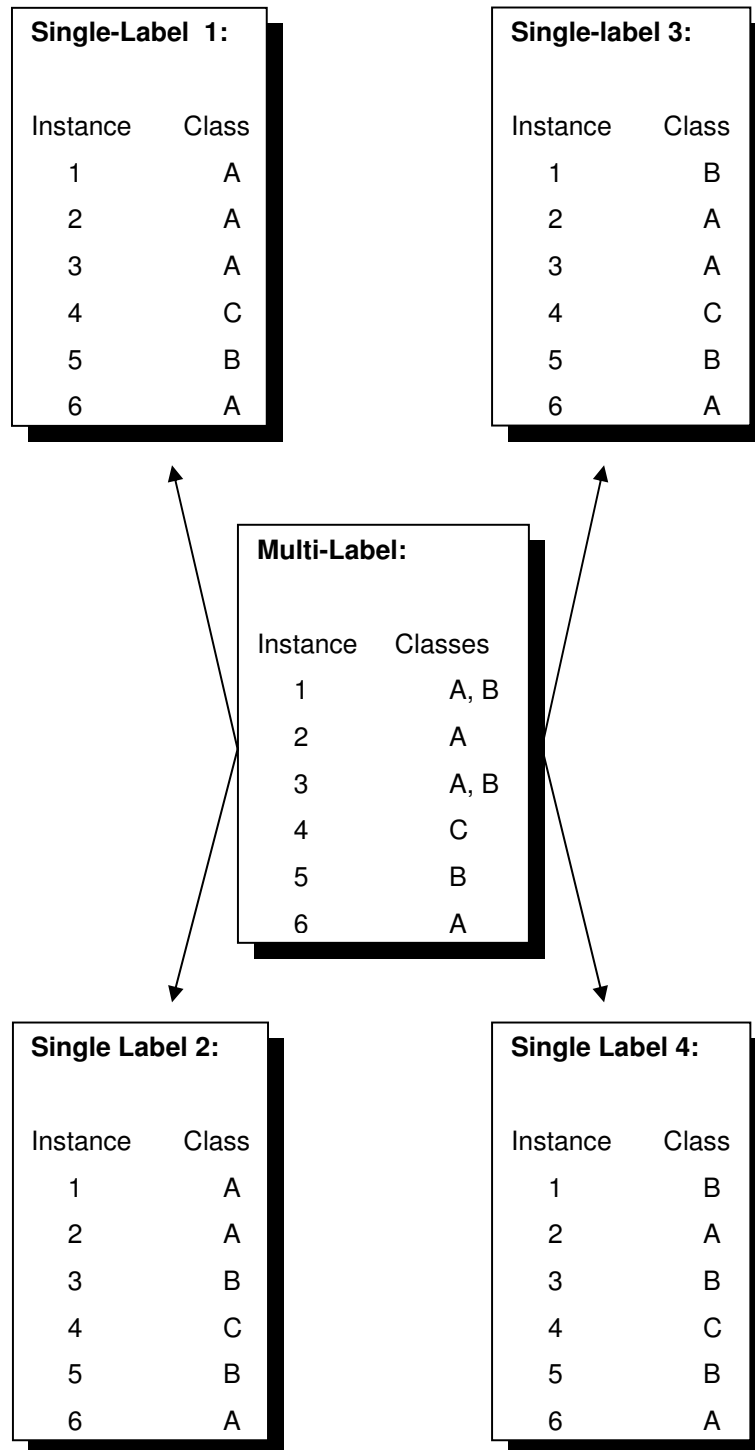 Single-Label 1:
Instance Class
1 A
2 A
3 A
4 C
5 B
6 A
Single-label 3:
Instance Class
1 B
2 A
3 A
4 C
5 B
6 A
Multi-Label:
Instance Classes
1 A, B
2 A
3 A, B
4 C
5 B
6 A
Single Label 2:
Instance Class
1 A
2 A
3 B
4 C
5 B
6 A
Single Label 4:
Instance Class
1 B
2 A
3 B
4 C
5 B
6 A